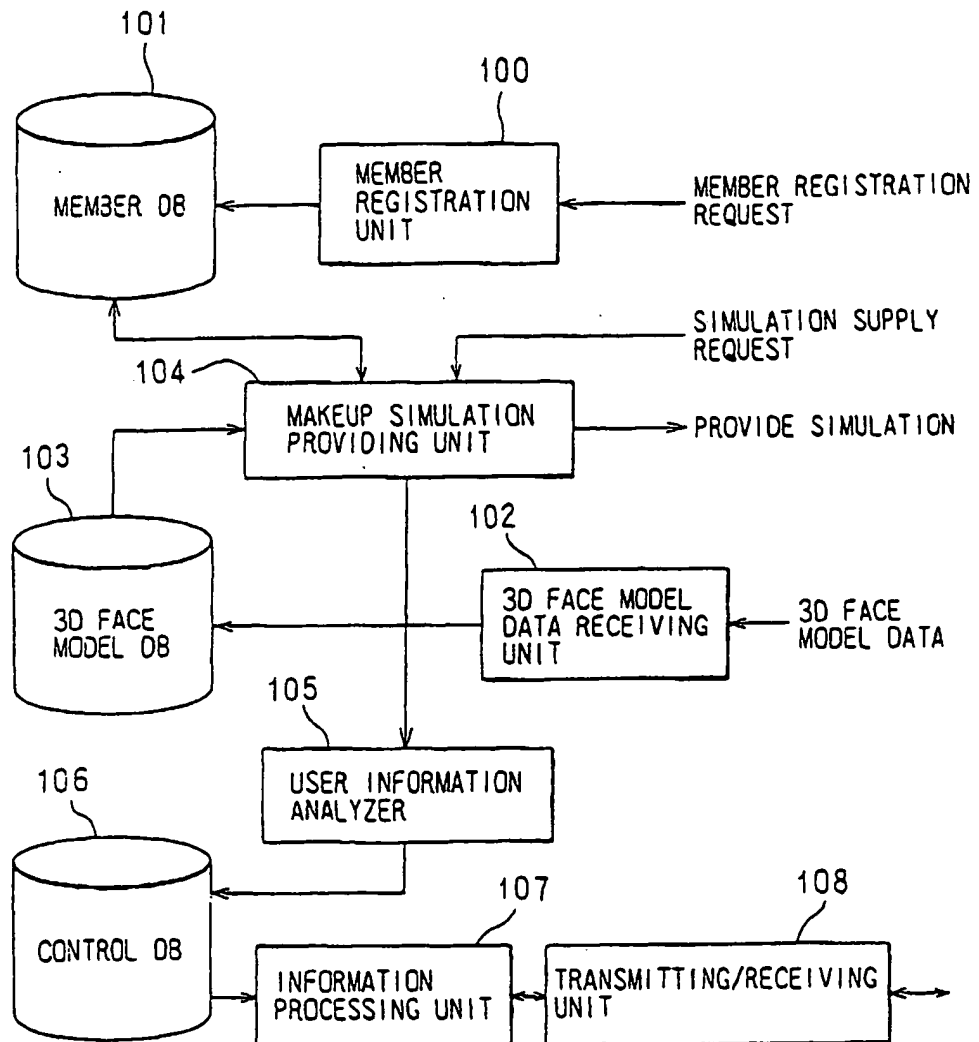 101
100
MEMBER DB
MEMBER
REGISTRATION
UNIT
MEMBER REGISTRATION
REQUEST
SIMULATION SUPPLY
REQUEST
104
MAKEUP SIMULATION
PROVIDING UNIT
PROVIDE SIMULATION
103
102
3D FACE
MODEL DB
3D FACE MODEL
DATA RECEIVING
UNIT
3D FACE
MODEL DATA
105
USER INFORMATION
ANALYZER
106
107
108
CONTROL DB
INFORMATION
PROCESSING UNIT
TRANSMITTING/RECEIVING
UNIT